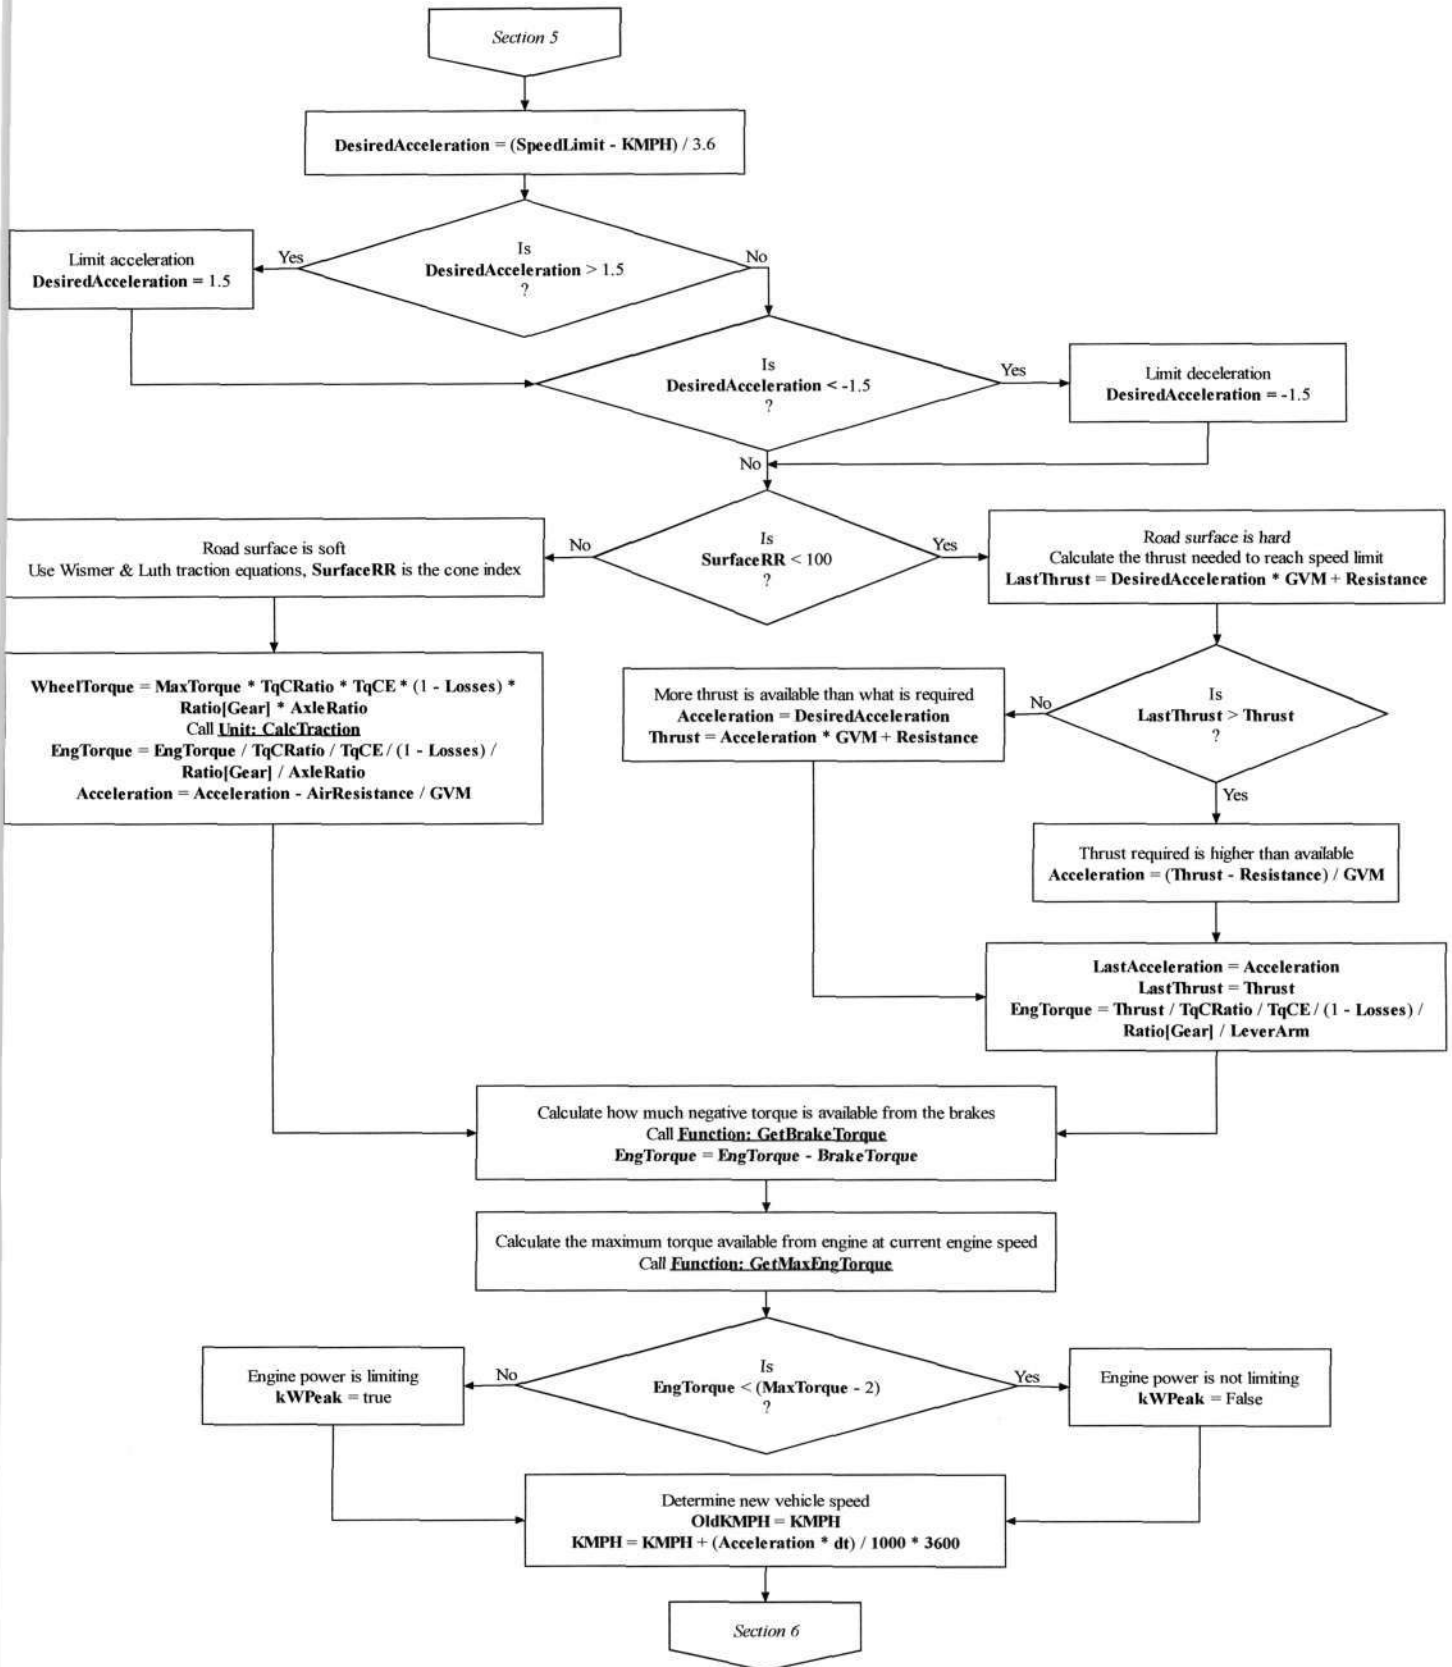 Section 5
DesiredAcceleration = (SpeedLimit - KMPH) / 3.6
Is
DesiredAcceleration > 1.5
?
Yes
No
Limit acceleration
DesiredAcceleration = 1.5
Is
DesiredAcceleration < -1.5
?
Yes
No
Limit deceleration
DesiredAcceleration = -1.5
Is
SurfaceRR < 100
?
No
Yes
Road surface is soft
Use Wismer & Luth traction equations, SurfaceRR is the cone index
Road surface is hard
Calculate the thrust needed to reach speed limit
LastThrust = DesiredAcceleration * GVM + Resistance
WheelTorque = MaxTorque * TqCRatio * TqCE * (1 - Losses) *
Ratio[Gear] * AxleRatio
Call Unit: CalcTraction
EngTorque = EngTorque / TqCRatio / TqCE / (1 - Losses) /
Ratio[Gear] / AxleRatio
Acceleration = Acceleration - AirResistance / GVM
More thrust is available than what is required
Acceleration = DesiredAcceleration
Thrust = Acceleration * GVM + Resistance
No
Is
LastThrust > Thrust
?
Yes
Thrust required is higher than available
Acceleration = (Thrust - Resistance) / GVM
LastAcceleration = Acceleration
LastThrust = Thrust
EngTorque = Thrust / TqCRatio / TqCE / (1 - Losses) /
Ratio[Gear] / LeverArm
Calculate how much negative torque is available from the brakes
Call Function: GetBrakeTorque
EngTorque = EngTorque - BrakeTorque
Calculate the maximum torque available from engine at current engine speed
Call Function: GetMaxEngTorque
Is
EngTorque < (MaxTorque - 2)
?
No
Yes
Engine power is limiting
kWPeak = true
Engine power is not limiting
kWPeak = False
Determine new vehicle speed
OldKMPH = KMPH
KMPH = KMPH + (Acceleration * dt) / 1000 * 3600
Section 6